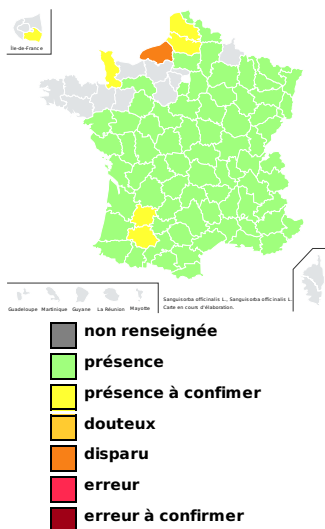 Île-de-France
Guadeloupe Martinique Guyane La Réunion Mayotte
Sanguisorba officinalis L., Sanguisorba officinalis L.
Carte en cours d'élaboration.
non renseignée
présence
présence à confimer
douteux
disparu
erreur
erreur à confirmer